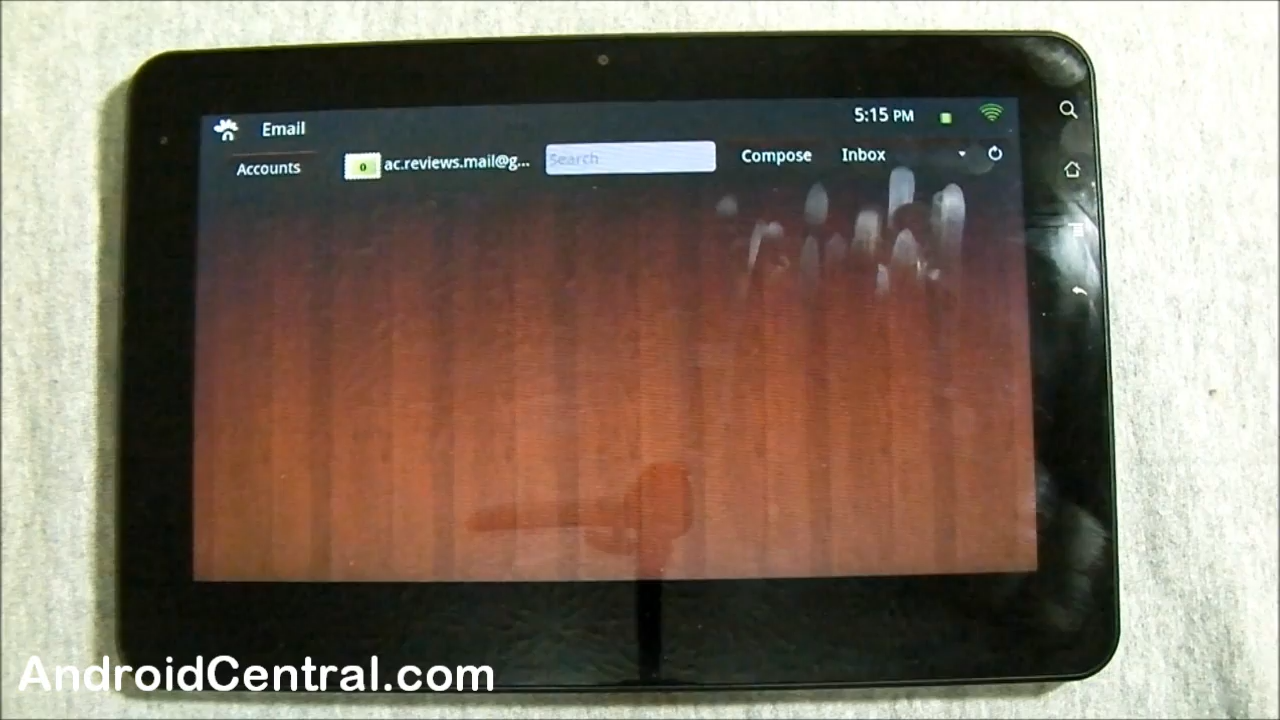 Email
5:15 PM
Accounts
0
ac.reviews.mail@g...
Search
Compose
Inbox
AndroidCentral.com